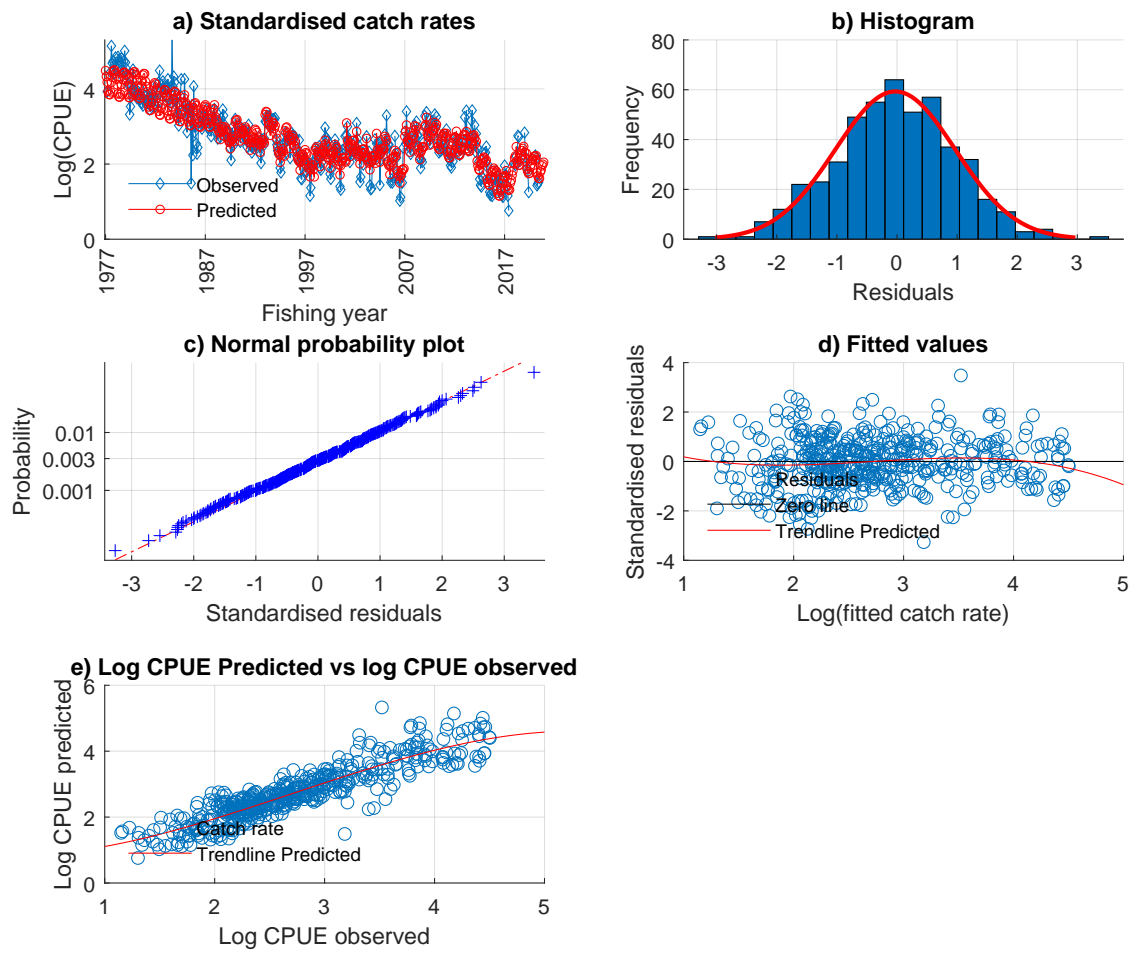 a) Standardised catch rates
Log(CPUE)
4
2
0
Observed
Predicted
1977
1987
1997
2007
2017
Fishing year
b) Histogram
Frequency
80
60
40
20
0
-3
-2
-1
0
1
2
3
Residuals
c) Normal probability plot
Probability
0.01
0.003
0.001
-3
-2
-1
0
1
2
3
Standardised residuals
d) Fitted values
Standardised residuals
4
2
0
-2
-4
Residuals
Zero line
Trendline Predicted
1
2
3
4
5
Log(fitted catch rate)
e) Log CPUE Predicted vs log CPUE observed
Log CPUE predicted
6
4
2
0
Catch rate
Trendline Predicted
1
2
3
4
5
Log CPUE observed